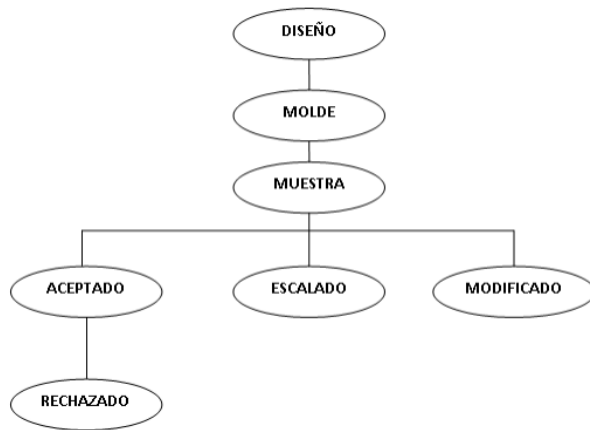 DISEÑO
MOLDE
MUESTRA
ACEPTADO
ESCALADO
MODIFICADO
RECHAZADO